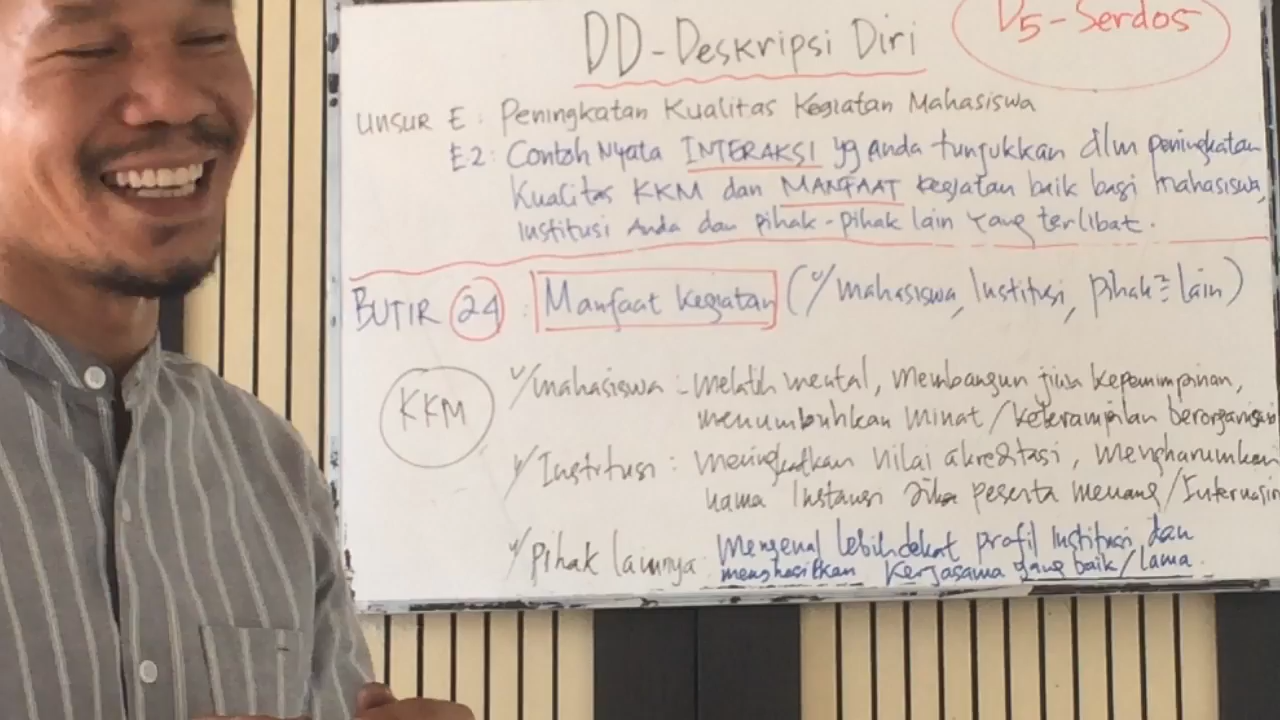 DD-Deskripsi Diri
D5-Serdos
UNSUR E : Peningkatan Kualitas Kegiatan Mahasiswa
E.2: Contoh Nyata INTERAKSI yg anda tunjukkan dlm peningkatan
Kualitas KKM dan MANFAAT kegiatan baik bagi mahasiswa,
Institusi Anda dan pihak-pihak lain yang terlibat.
BUTIR 24 : Manfaat Kegiatan (u/ mahasiswa, Institusi, pihak² lain)
KKM
u/mahasiswa : melatih mental, membangun jiwa kepemimpinan,
menumbuhkan minat/keterampilan berorganisasi
u/Institusi : meningkatkan nilai akreditasi, mengharumkan
nama Instansi jika peserta menang/Internasion
u/pihak lainnya : mengenal lebih dekat profil Institusi dan
menghasilkan kerjasama yang baik/lama.